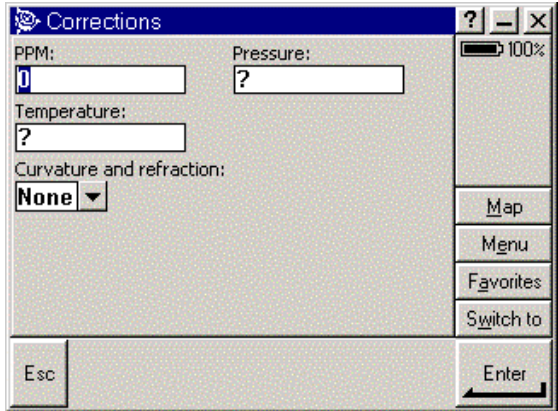 Corrections
? – ×
100%
PPM:
Pressure:
0
?
Temperature:
?
Curvature and refraction:
None
Map
Menu
Favorites
Switch to
Esc
Enter